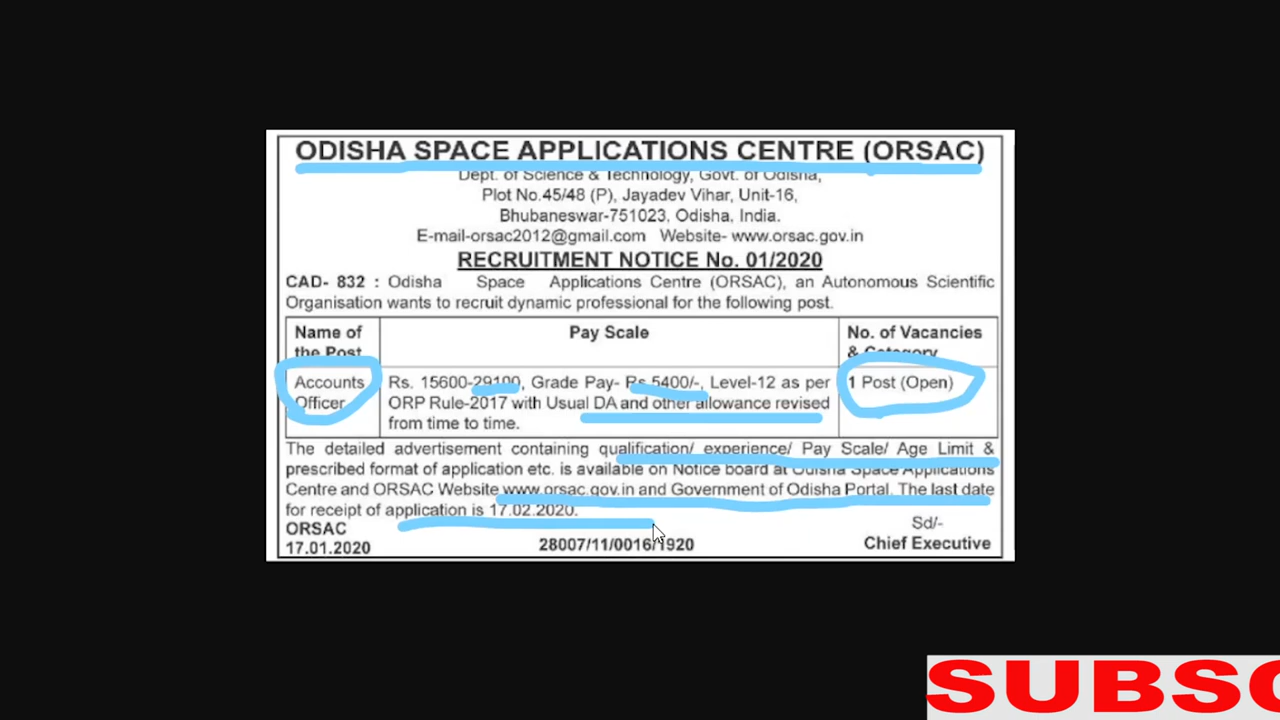 ODISHA SPACE APPLICATIONS CENTRE (ORSAC)
Dept. of Science & Technology, Govt. of Odisha,
Plot No.45/48 (P), Jayadev Vihar, Unit-16,
Bhubaneswar-751023, Odisha, India.
E-mail-orsac2012@gmail.com Website- www.orsac.gov.in
RECRUITMENT NOTICE No. 01/2020
CAD- 832 : Odisha Space Applications Centre (ORSAC), an Autonomous Scientific
Organisation wants to recruit dynamic professional for the following post.
Name of
the Post
Pay Scale
No. of Vacancies
& Category
Accounts
Officer
Rs. 15600-29100, Grade Pay- Rs 5400/-, Level-12 as per
ORP Rule-2017 with Usual DA and other allowance revised
from time to time.
1 Post (Open)
The detailed advertisement containing qualification/ experience/ Pay Scale/ Age Limit &
prescribed format of application etc. is available on Notice board at Odisha Space Applications
Centre and ORSAC Website www.orsac.gov.in and Government of Odisha Portal. The last date
for receipt of application is 17.02.2020.
ORSAC
17.01.2020
28007/11/0016/1920
Sd/-
Chief Executive
SUBSC